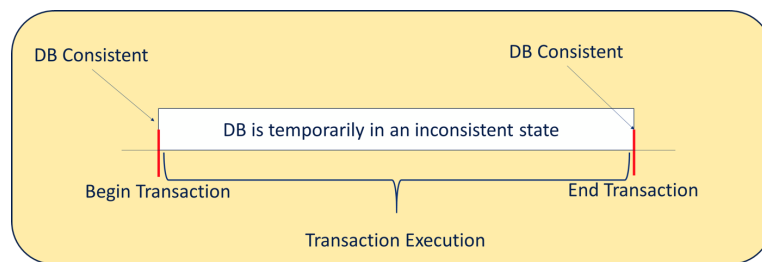 DB Consistent
DB Consistent
DB is temporarily in an inconsistent state
Begin Transaction
End Transaction
Transaction Execution